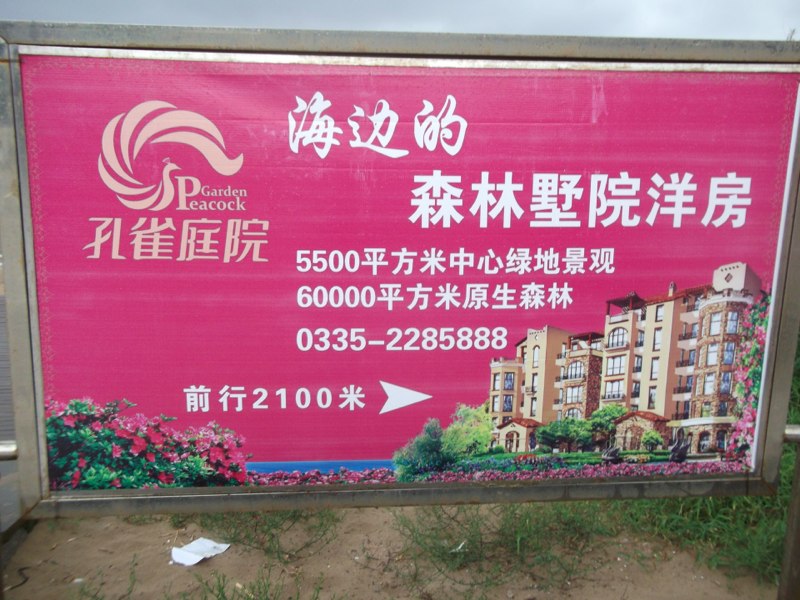 Garden
Peacock
孔雀庭院
海边的
森林墅院洋房
5500平方米中心绿地景观
60000平方米原生森林
0335-2285888
前行2100米